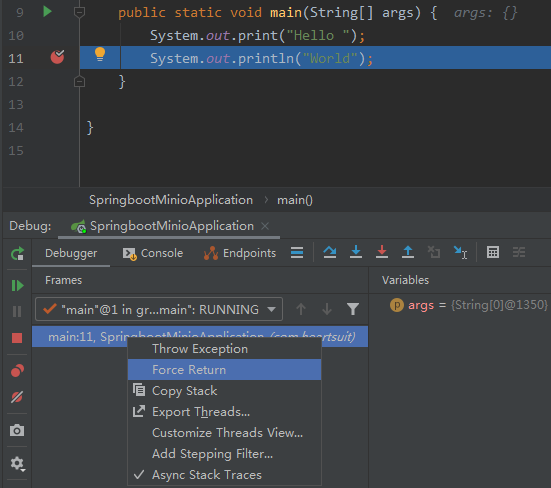 9 public static void main(String[] args) { args: {}
10 System.out.print("Hello ");
11 System.out.println("World");
12 }
13
14 }
15
SpringbootMinioApplication › main()
Debug: SpringbootMinioApplication ×
Debugger Console Endpoints
Frames Variables
"main"@1 in gr...main": RUNNING
args = {String[0]@1350}
main:11, SpringbootMinioApplication (com.heartsuit)
Throw Exception
Force Return
Copy Stack
Export Threads...
Customize Threads View...
Add Stepping Filter...
Async Stack Traces